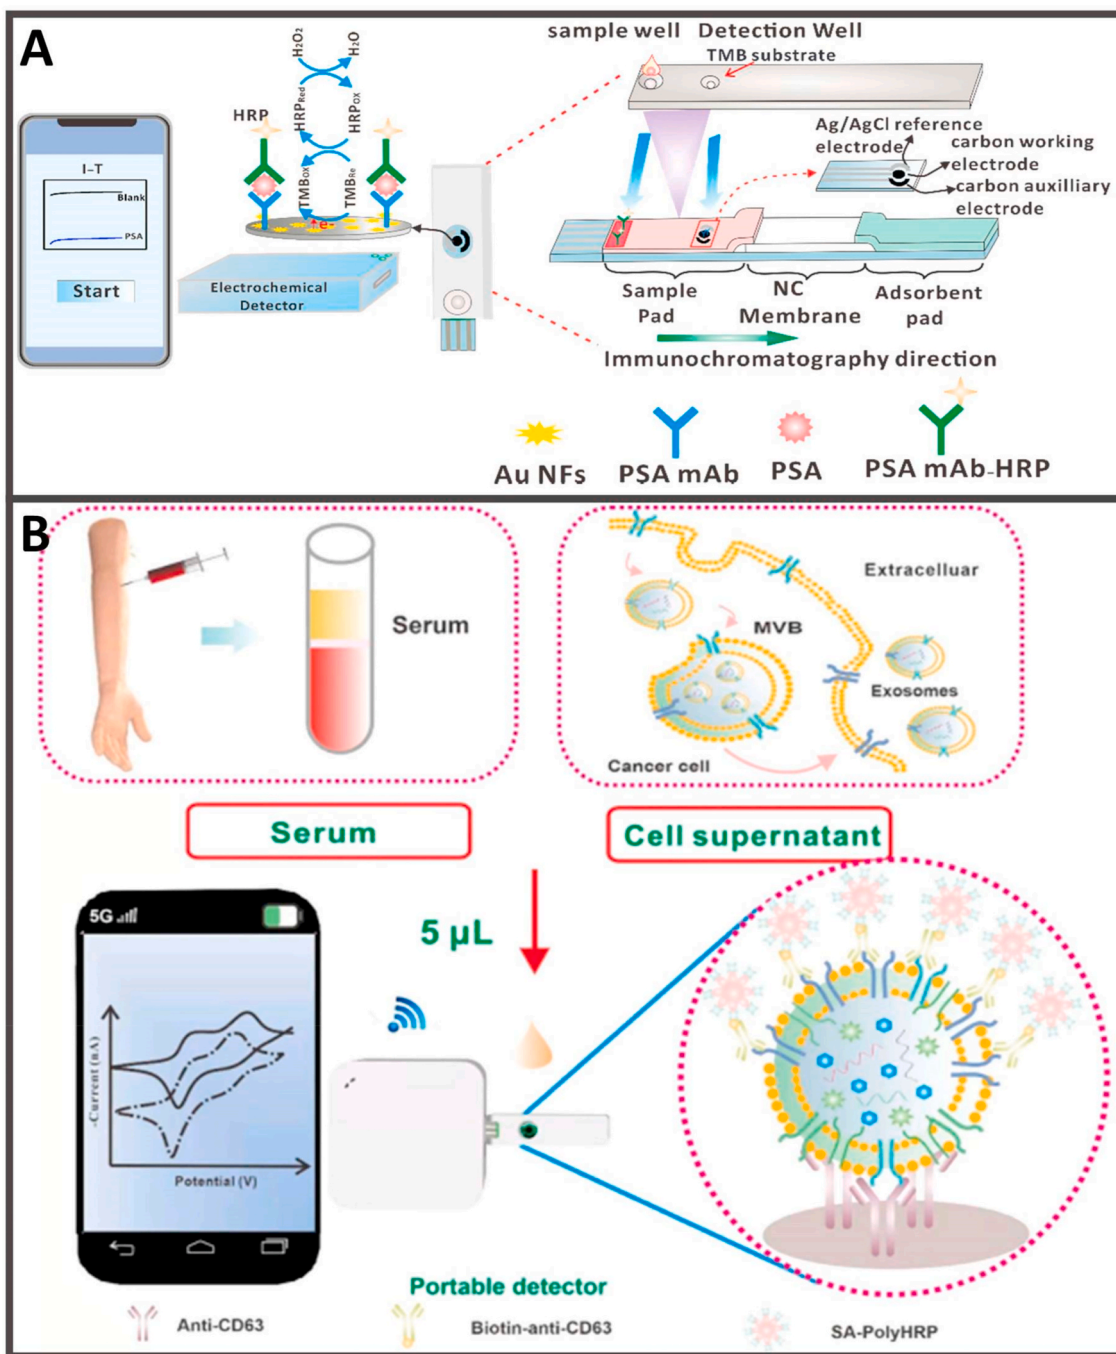 A
sample well Detection Well
TMB substrate
H2O2
H2O
HRPRed
HRPOX
TMBOX
TMBRe
HRP
e-
I-T
Blank
PSA
Start
Electrochemical
Detector
Ag/AgCl reference
electrode
carbon working
electrode
carbon auxilliary
electrode
Sample
Pad
NC
Membrane
Adsorbent
pad
Immunochromatography direction
Au NFs
PSA mAb
PSA
PSA mAb-HRP
B
Serum
Extracelluar
MVB
Exosomes
Cancer cell
Serum
Cell supernatant
5G
5 μL
-Current (nA)
Potential (V)
Portable detector
Anti-CD63
Biotin-anti-CD63
SA-PolyHRP